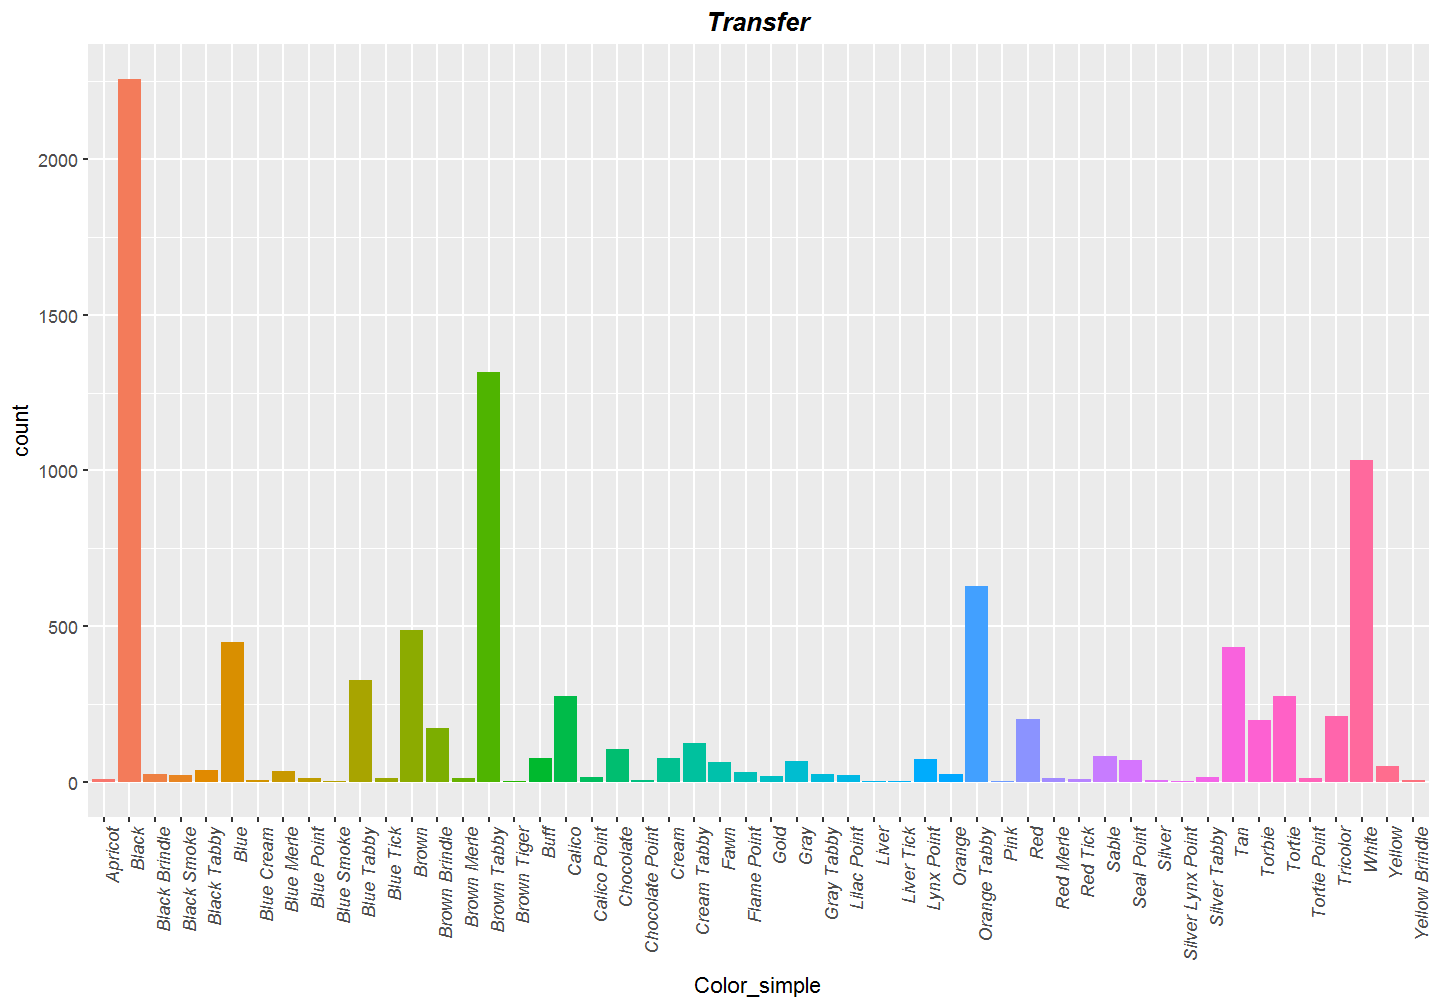 Transfer
2000
1500
1000
500
0
count
Apricot
Black
Black Brindle
Black Smoke
Black Tabby
Blue
Blue Cream
Blue Merle
Blue Point
Blue Smoke
Blue Tabby
Blue Tick
Brown
Brown Brindle
Brown Merle
Brown Tabby
Brown Tiger
Buff
Calico
Calico Point
Chocolate
Chocolate Point
Cream
Cream Tabby
Fawn
Flame Point
Gold
Gray
Gray Tabby
Lilac Point
Liver
Liver Tick
Lynx Point
Orange
Orange Tabby
Pink
Red
Red Merle
Red Tick
Sable
Seal Point
Silver
Silver Lynx Point
Silver Tabby
Tan
Torbie
Tortie
Tortie Point
Tricolor
White
Yellow
Yellow Brindle
Color_simple